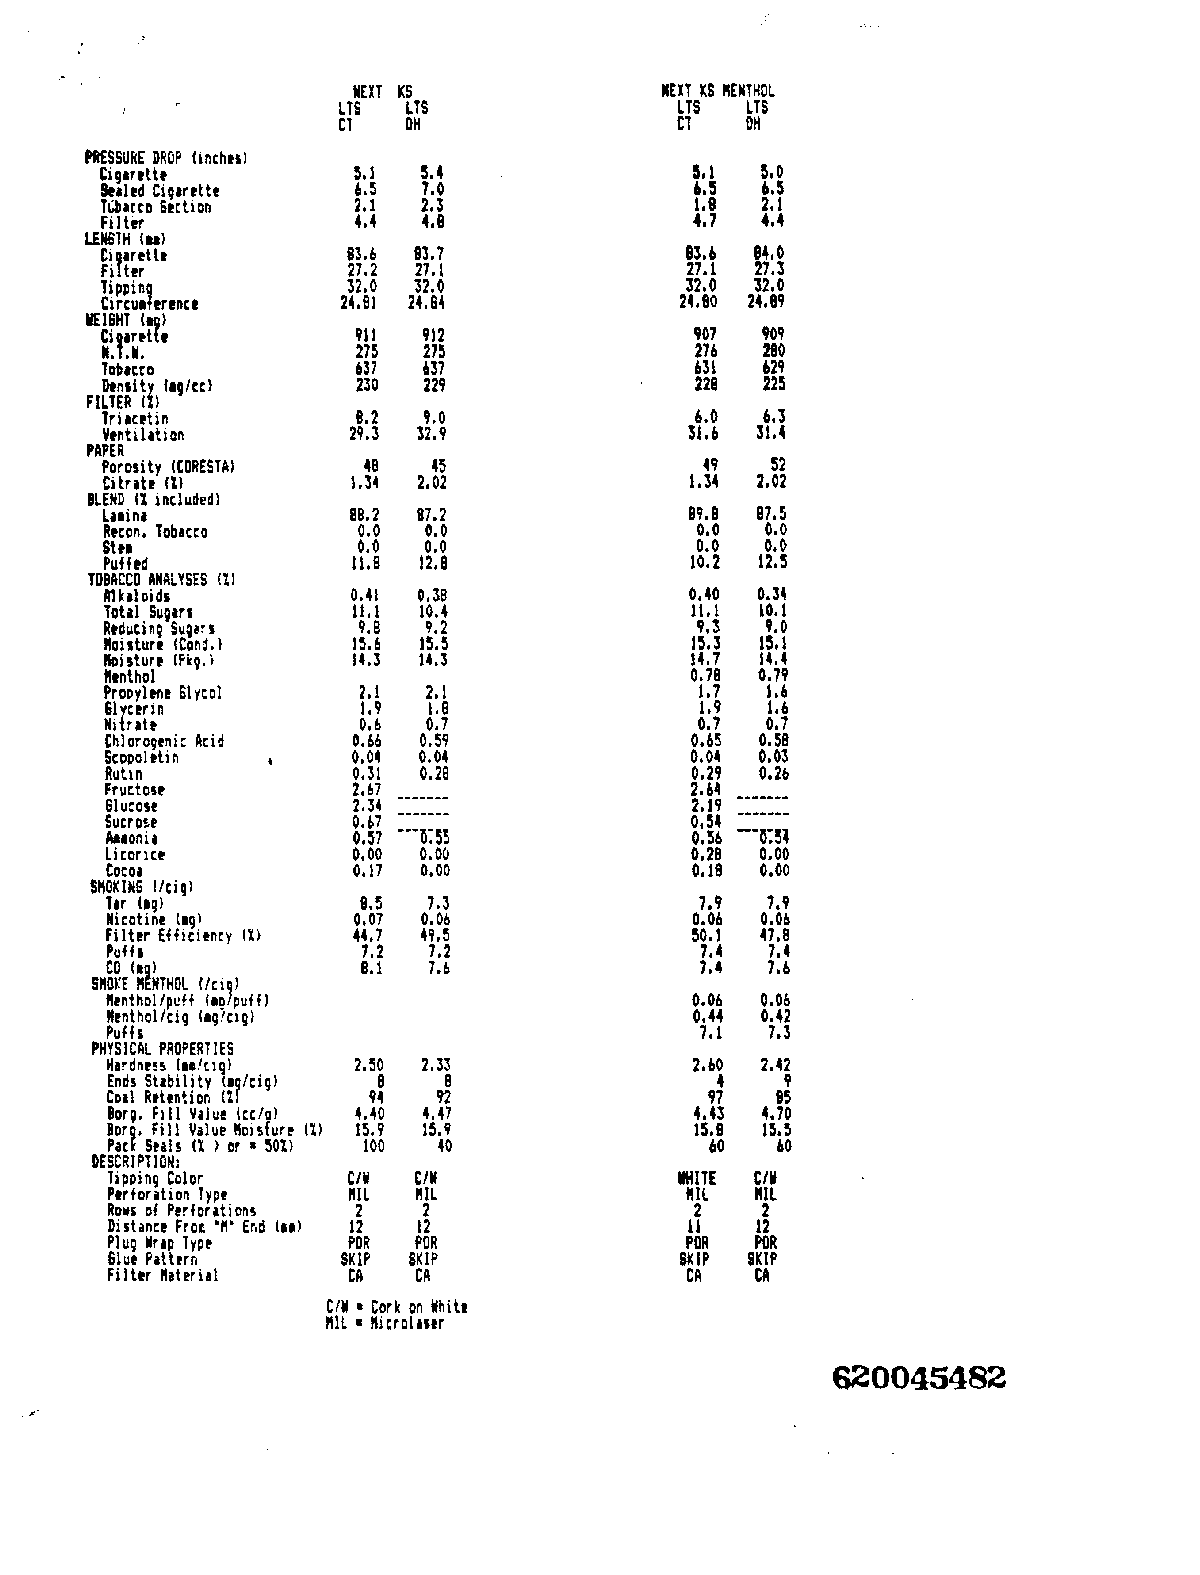 NEXT KS NEXT KS MENTHOL
LTS LTS LTS LTS
CT OH CT OH
PRESSURE DROP (inches)
Cigarette 5.1 5.4 5.1 5.0
Sealed Cigarette 6.5 7.0 6.5 6.5
Tobacco Section 2.1 2.3 1.8 2.1
Filter 4.4 4.8 4.7 4.4
LENGTH (mm)
Cigarette 83.6 83.7 83.6 84.0
Filter 27.2 27.1 27.1 27.3
Tipping 32.0 32.0 32.0 32.0
Circumference 24.81 24.84 24.80 24.89
WEIGHT (mg)
Cigarette 911 912 907 909
N.T.W. 275 275 276 280
Tobacco 637 637 631 629
Density (mg/cc) 230 229 228 225
FILTER (%)
Triacetin 8.2 9.0 6.0 6.3
Ventilation 29.3 32.9 31.6 31.4
PAPER
Porosity (CORESTA) 48 45 49 52
Citrate (%) 1.34 2.02 1.34 2.02
BLEND (% included)
Lamina 88.2 87.2 89.8 87.5
Recon. Tobacco 0.0 0.0 0.0 0.0
Stem 0.0 0.0 0.0 0.0
Puffed 11.8 12.8 10.2 12.5
TOBACCO ANALYSES (%)
Alkaloids 0.41 0.38 0.40 0.34
Total Sugars 11.1 10.4 11.1 10.1
Reducing Sugars 9.8 9.2 9.3 9.0
Moisture (Cond.) 15.6 15.5 15.3 15.1
Moisture (Pkg.) 14.3 14.3 14.7 14.4
Menthol 0.78 0.79
Propylene Glycol 2.1 2.1 1.7 1.6
Glycerin 1.9 1.8 1.9 1.6
Nitrate 0.6 0.7 0.7 0.7
Chlorogenic Acid 0.66 0.59 0.65 0.58
Scopoletin 0.04 0.04 0.04 0.03
Rutin 0.31 0.28 0.29 0.26
Fructose 2.67 ------- 2.64 -------
Glucose 2.34 ------- 2.19 -------
Sucrose 0.67 ------- 0.54 -------
Ammonia 0.57 0.55 0.56 0.54
Licorice 0.00 0.00 0.28 0.00
Cocoa 0.17 0.00 0.18 0.00
SMOKING (/cig)
Tar (mg) 8.5 7.3 7.9 7.9
Nicotine (mg) 0.07 0.06 0.06 0.06
Filter Efficiency (%) 44.7 49.5 50.1 47.8
Puffs 7.2 7.2 7.4 7.4
CO (mg) 8.1 7.6 7.4 7.6
SMOKE MENTHOL (/cig)
Menthol/puff (mg/puff) 0.06 0.06
Menthol/cig (mg/cig) 0.44 0.42
Puffs 7.1 7.3
PHYSICAL PROPERTIES
Hardness (mm/cig) 2.50 2.33 2.60 2.42
Ends Stability (mg/cig) 8 8 4 9
Coal Retention (%) 94 92 97 85
Borg. Fill Value (cc/g) 4.40 4.47 4.43 4.70
Borg. Fill Value Moisture (%) 15.9 15.9 15.8 15.5
Pack Seals (% > or = 50%) 100 40 60 60
DESCRIPTION:
Tipping Color C/W C/W WHITE C/W
Perforation Type MIL MIL MIL MIL
Rows of Perforations 2 2 2 2
Distance From "M" End (mm) 12 12 11 12
Plug Wrap Type POR POR POR POR
Glue Pattern SKIP SKIP SKIP SKIP
Filter Material CA CA CA CA
C/W = Cork on White
MIL = Microlaser
620045482